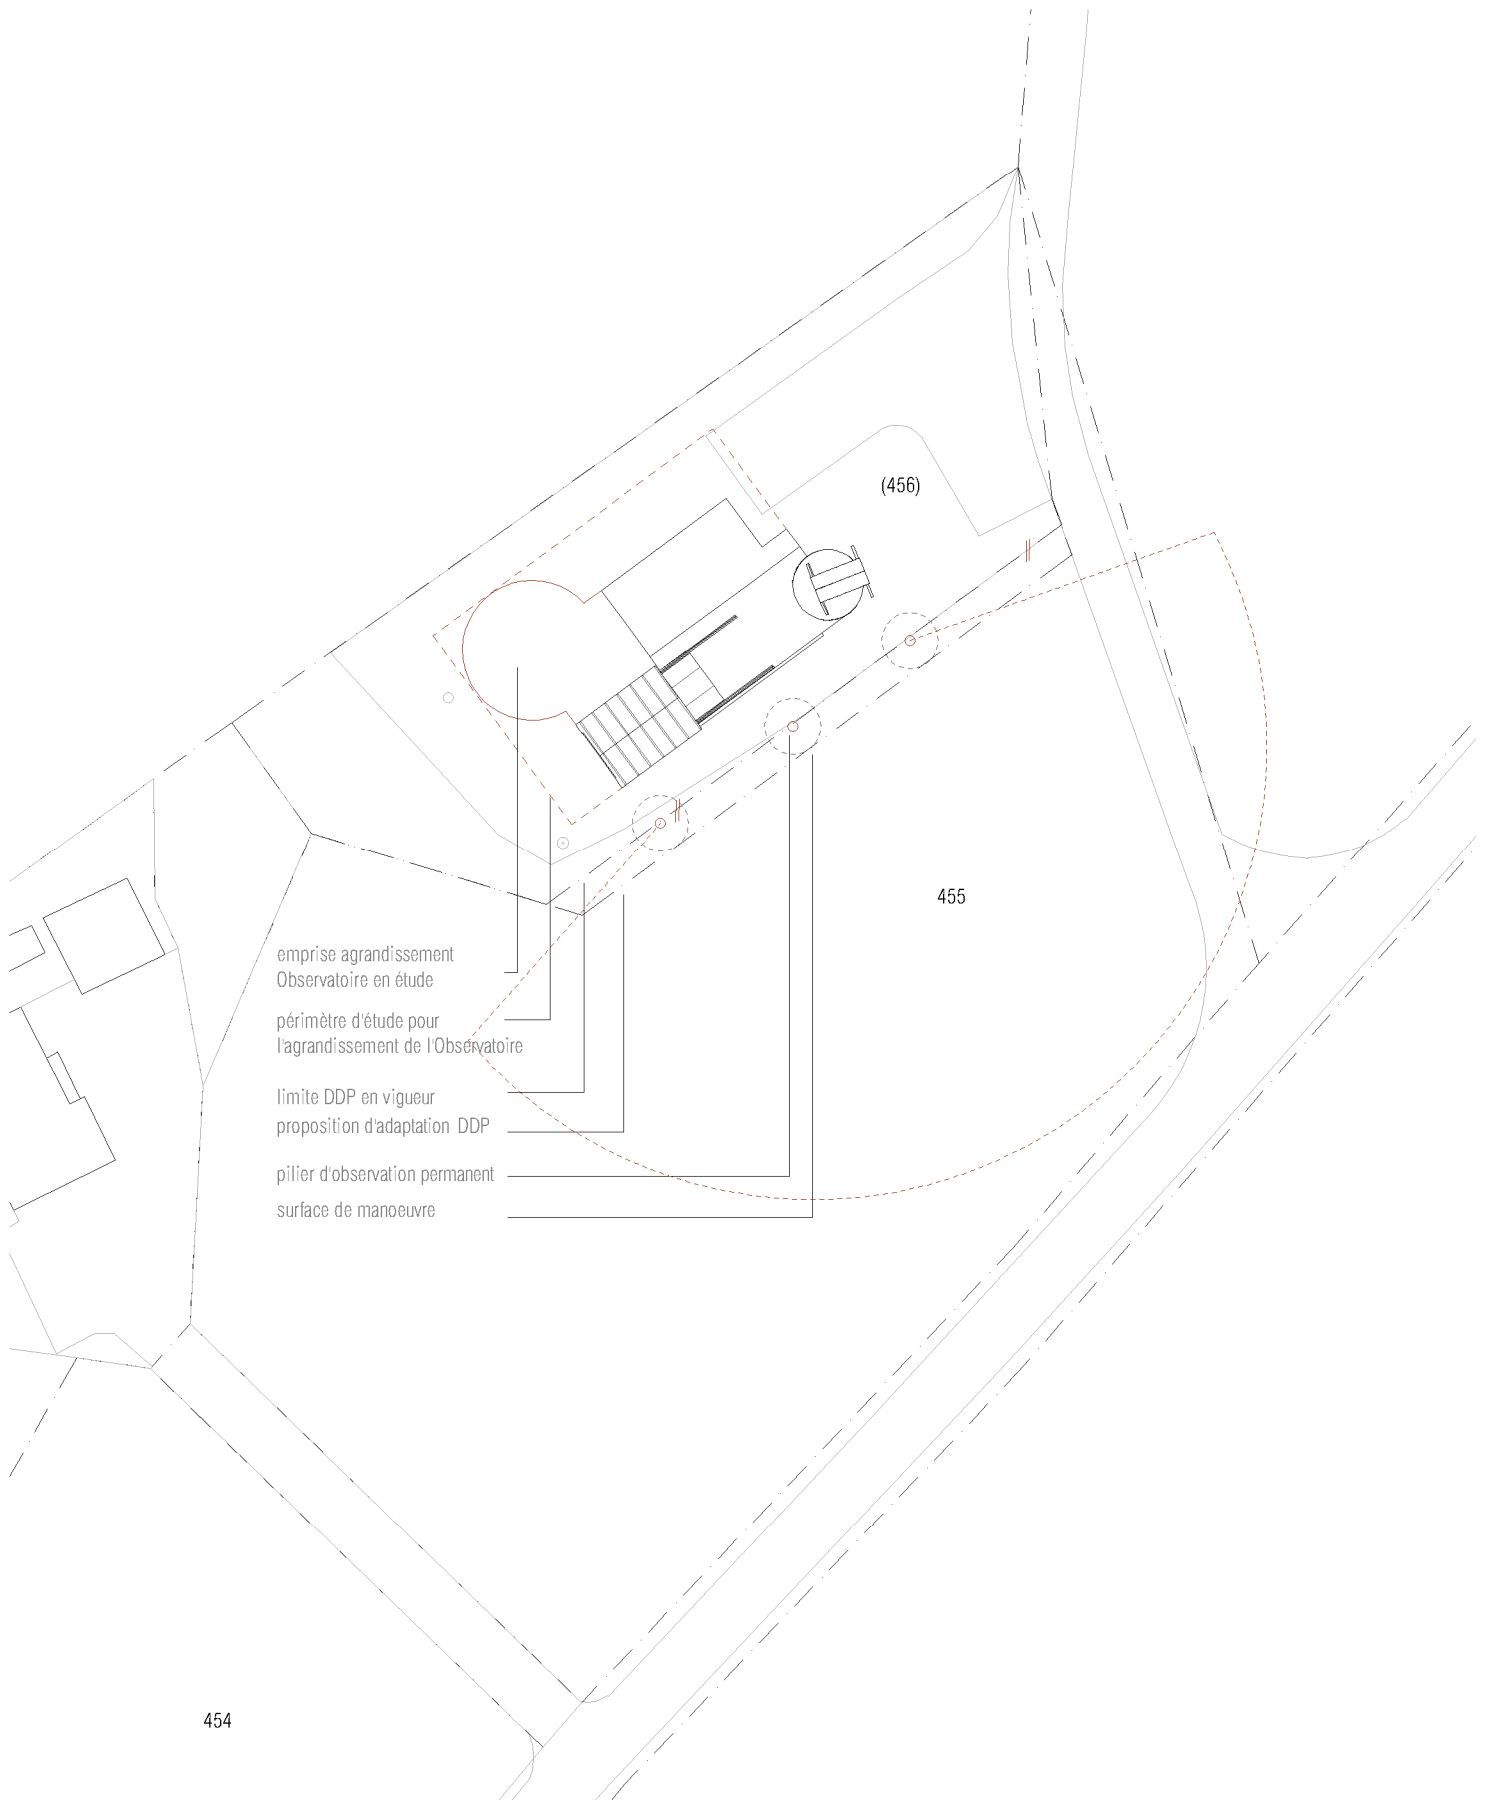 (456)
455
emprise agrandissement
Observatoire en étude
périmètre d'étude pour
l'agrandissement de l'Observatoire
limite DDP en vigueur
proposition d'adaptation DDP
pilier d'observation permanent
surface de manoeuvre
454